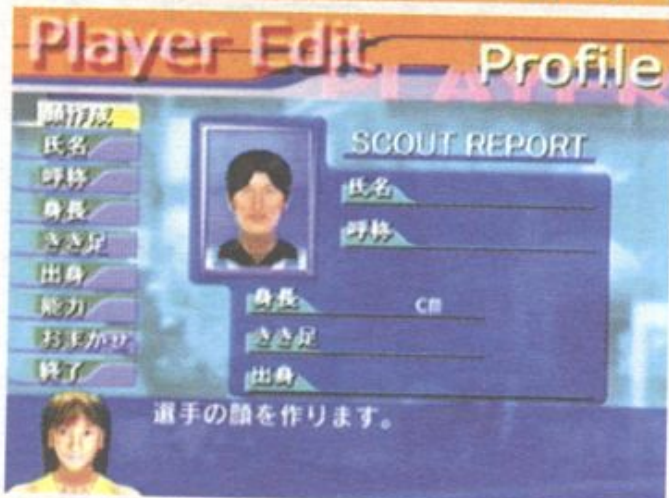 Player Edit
Profile
PLAYER
顔作成
氏名
呼称
身長
きき足
出身
能力
おまかせ
終了
SCOUT REPORT
氏名
呼称
身長 cm
きき足
出身
選手の顔を作ります。